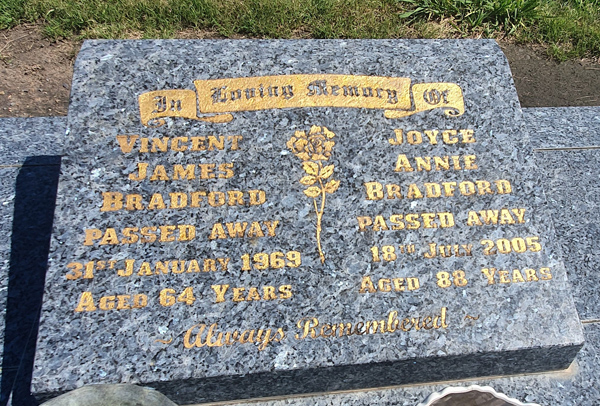 In Loving Memory Of
VINCENT
JAMES
BRADFORD
PASSED AWAY
31ST JANUARY 1969
AGED 64 YEARS
JOYCE
ANNIE
BRADFORD
PASSED AWAY
18TH JULY 2005
AGED 88 YEARS
~ Always Remembered ~